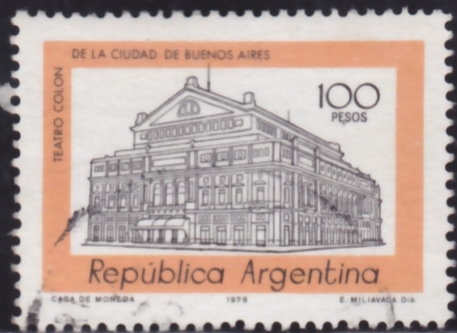 TEATRO COLON
DE LA CIUDAD DE BUENOS AIRES
100
PESOS
República Argentina
CASA DE MONEDA 1978 E. MILIAVACA Dib.